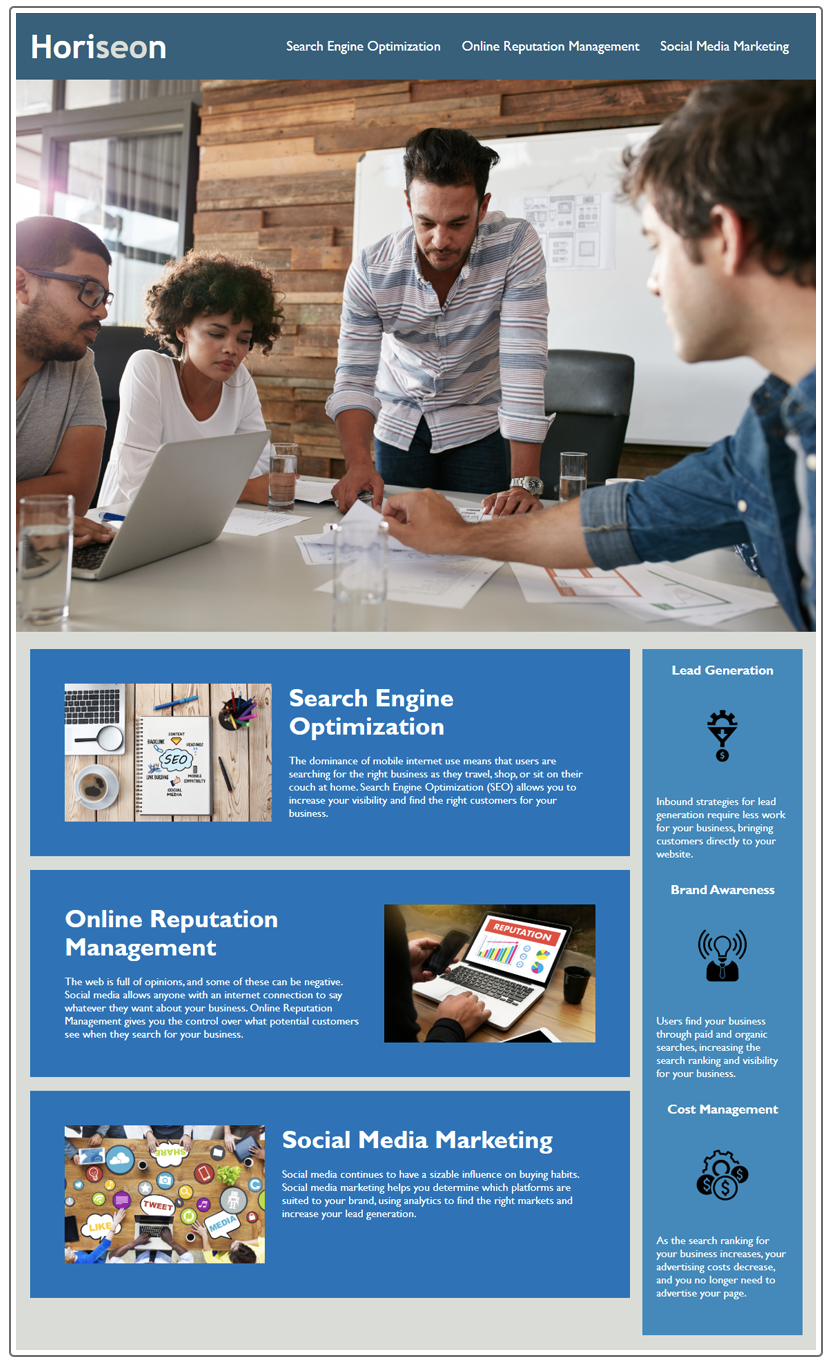 Horiseon
Search Engine Optimization
Online Reputation Management
Social Media Marketing
CONTENT
BACKLINK
HEADINGS
SEO
LINK BUILDING
MOBILE
COMPATIBILITY
SOCIAL
MEDIA
Search Engine
Optimization
The dominance of mobile internet use means that users are
searching for the right business as they travel, shop, or sit on their
couch at home. Search Engine Optimization (SEO) allows you to
increase your visibility and find the right customers for your
business.
Online Reputation
Management
The web is full of opinions, and some of these can be negative.
Social media allows anyone with an internet connection to say
whatever they want about your business. Online Reputation
Management gives you the control over what potential customers
see when they search for your business.
REPUTATION
SHARE
TWEET
LIKE
MEDIA
Social Media Marketing
Social media continues to have a sizable influence on buying habits.
Social media marketing helps you determine which platforms are
suited to your brand, using analytics to find the right markets and
increase your lead generation.
Lead Generation
$
Inbound strategies for lead
generation require less work
for your business, bringing
customers directly to your
website.
Brand Awareness
Users find your business
through paid and organic
searches, increasing the
search ranking and visibility
for your business.
Cost Management
$ $ $
As the search ranking for
your business increases, your
advertising costs decrease,
and you no longer need to
advertise your page.